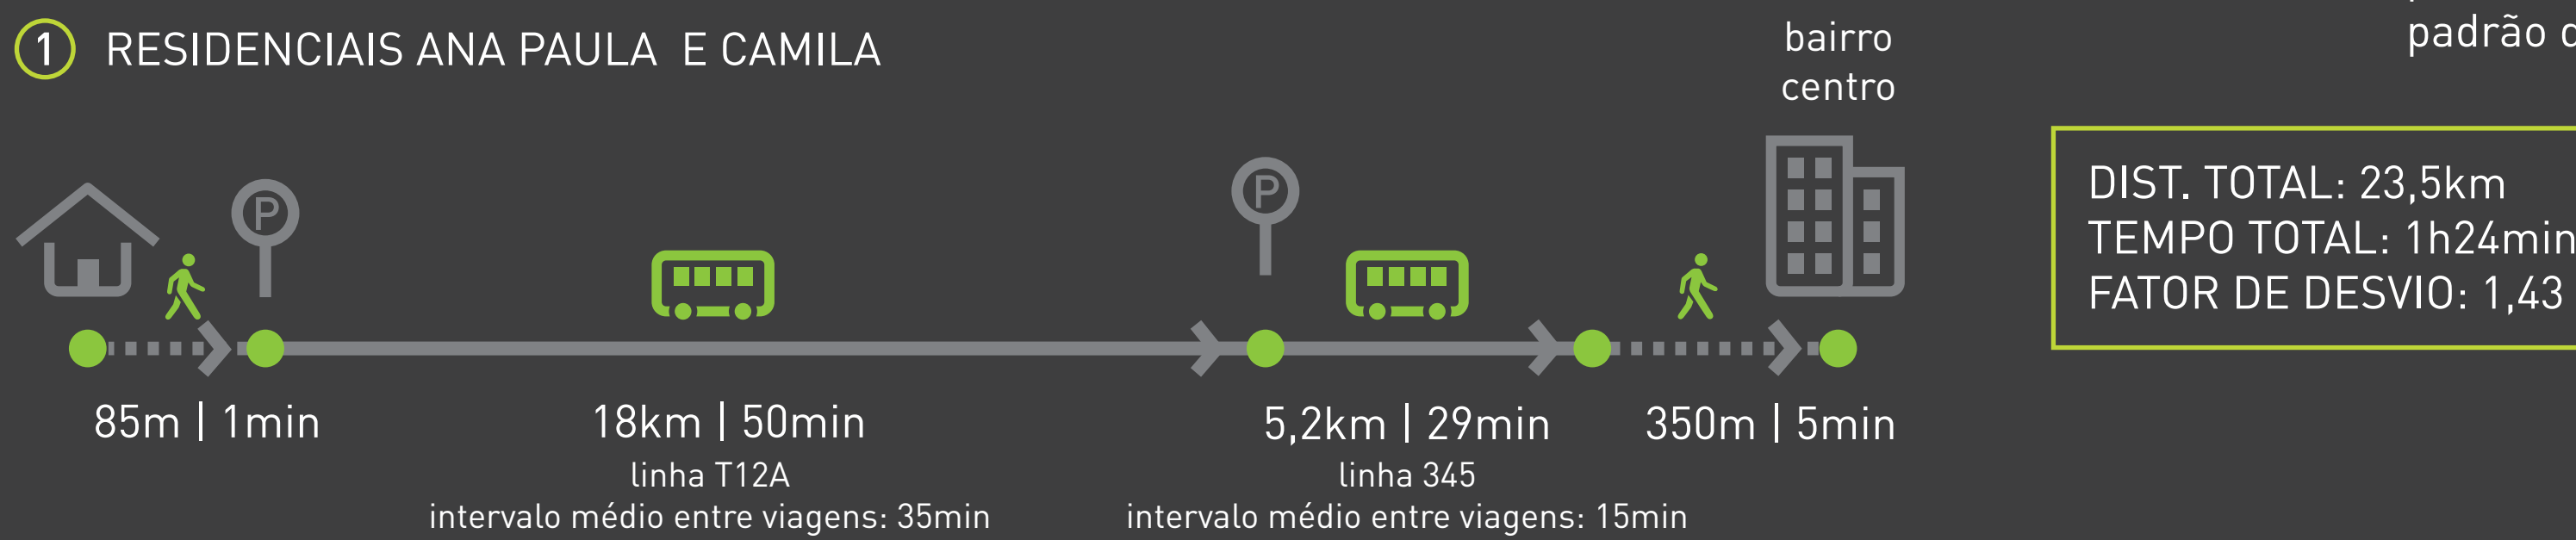 1 RESIDENCIAIS ANA PAULA E CAMILA
bairro
centro
padrão
P
P
85m | 1min
18km | 50min
linha T12A
intervalo médio entre viagens: 35min
5,2km | 29min
linha 345
intervalo médio entre viagens: 15min
350m | 5min
DIST. TOTAL: 23,5km
TEMPO TOTAL: 1h24min
FATOR DE DESVIO: 1,43